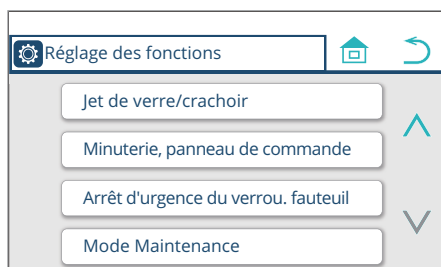 Réglage des fonctions
Jet de verre/crachoir
Minuterie, panneau de commande
Arrêt d'urgence du verrou. fauteuil
Mode Maintenance